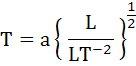 T = a{L/LT⁻²}^{1/2}